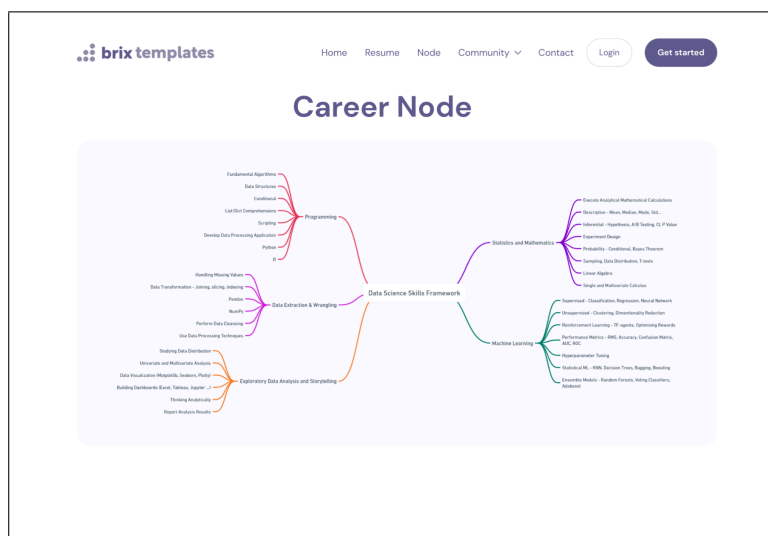 brix templates
Home Resume Node Community Contact Login Get started
Career Node
Fundamental Algorithms
Data Structures
Conditional
List/Dict Comprehensions
Scripting
Develop Data Processing Application
Python
R
Programming
Handling Missing Values
Data Transformation - Joining, slicing, indexing
Pandas
NumPy
Perform Data Cleansing
Use Data Processing Techniques
Data Extraction & Wrangling
Studying Data Distribution
Univariate and Multivariate Analysis
Data Visualization (Matplotlib, Seaborn, Plotly)
Building Dashboards (Excel, Tableau, Jupyter ...)
Thinking Analytically
Report Analysis Results
Exploratory Data Analysis and Storytelling
Data Science Skills Framework
Statistics and Mathematics
Execute Analytical Mathematical Calculations
Descriptive - Mean, Median, Mode, Std..
Inferential - Hypothesis, A/B Testing, CI, P Value
Experiment Design
Probability - Conditional, Bayes Theorem
Sampling, Data Distribution, T-tests
Linear Algebra
Single and Multivariate Calculus
Machine Learning
Supervised - Classification, Regression, Neural Network
Unsupervised - Clustering, Dimentionality Reduction
Reinforcement Learning - TF-agents, Optimising Rewards
Performance Metrics - RMS, Accuracy, Confusion Matrix,
AUC, ROC
Hyperparameter Tuning
Statistical ML - KNN, Decision Trees, Bagging, Boosting
Ensemble Models - Random Forests, Voting Classifiers,
Adaboost